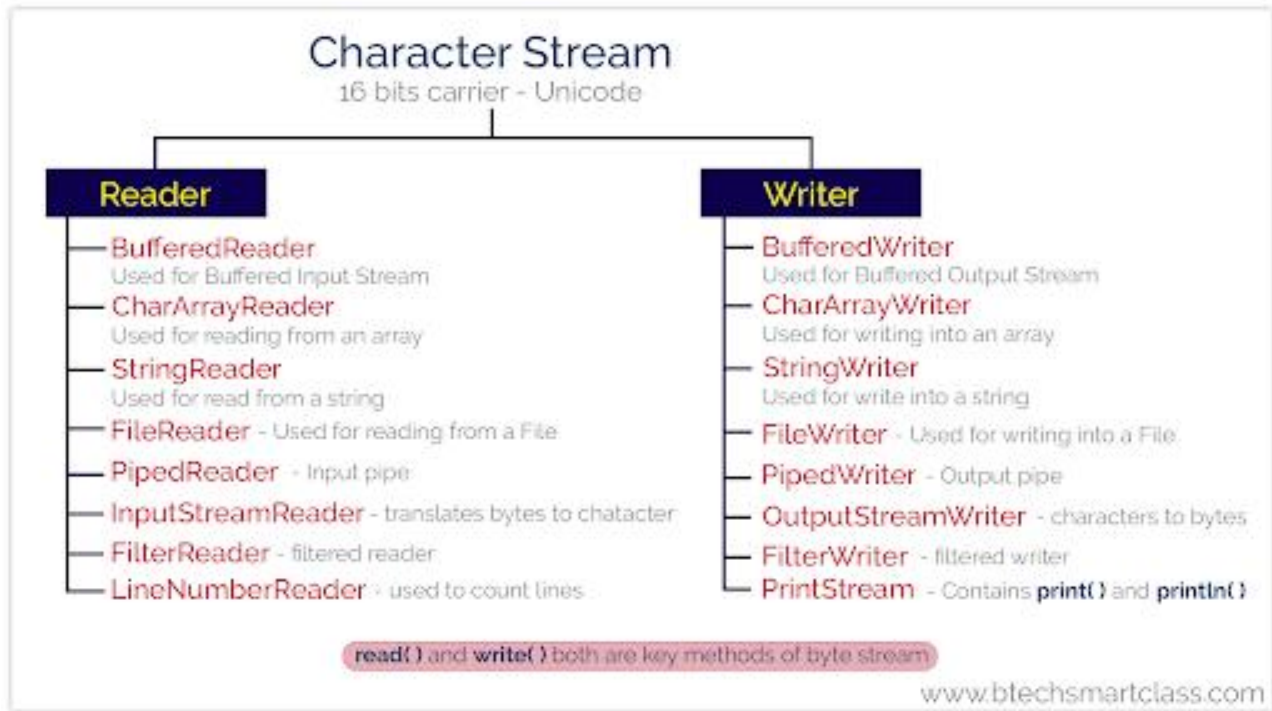 Character Stream
16 bits carrier - Unicode
Reader
BufferedReader
Used for Buffered Input Stream
CharArrayReader
Used for reading from an array
StringReader
Used for read from a string
FileReader - Used for reading from a File
PipedReader - Input pipe
InputStreamReader - translates bytes to chatacter
FilterReader - filtered reader
LineNumberReader - used to count lines
Writer
BufferedWriter
Used for Buffered Output Stream
CharArrayWriter
Used for writing into an array
StringWriter
Used for write into a string
FileWriter - Used for writing into a File
PipedWriter - Output pipe
OutputStreamWriter - characters to bytes
FilterWriter - filtered writer
PrintStream - Contains print( ) and println( )
read( ) and write( ) both are key methods of byte stream
www.btechsmartclass.com